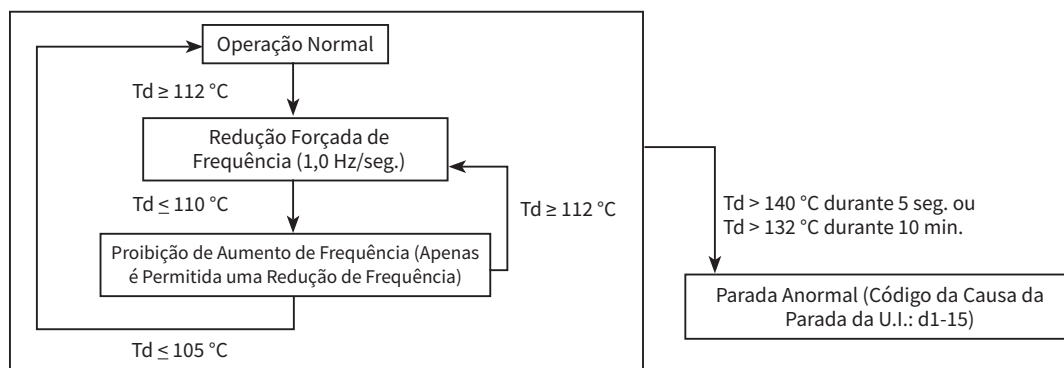 Operação Normal
Td ≥ 112 °C
Redução Forçada de
Frequência (1,0 Hz/seg.)
Td ≤ 110 °C
Td ≥ 112 °C
Proibição de Aumento de Frequência (Apenas
é Permitida uma Redução de Frequência)
Td ≤ 105 °C
Td > 140 °C durante 5 seg. ou
Td > 132 °C durante 10 min.
Parada Anormal (Código da Causa da
Parada da U.I.: d1-15)